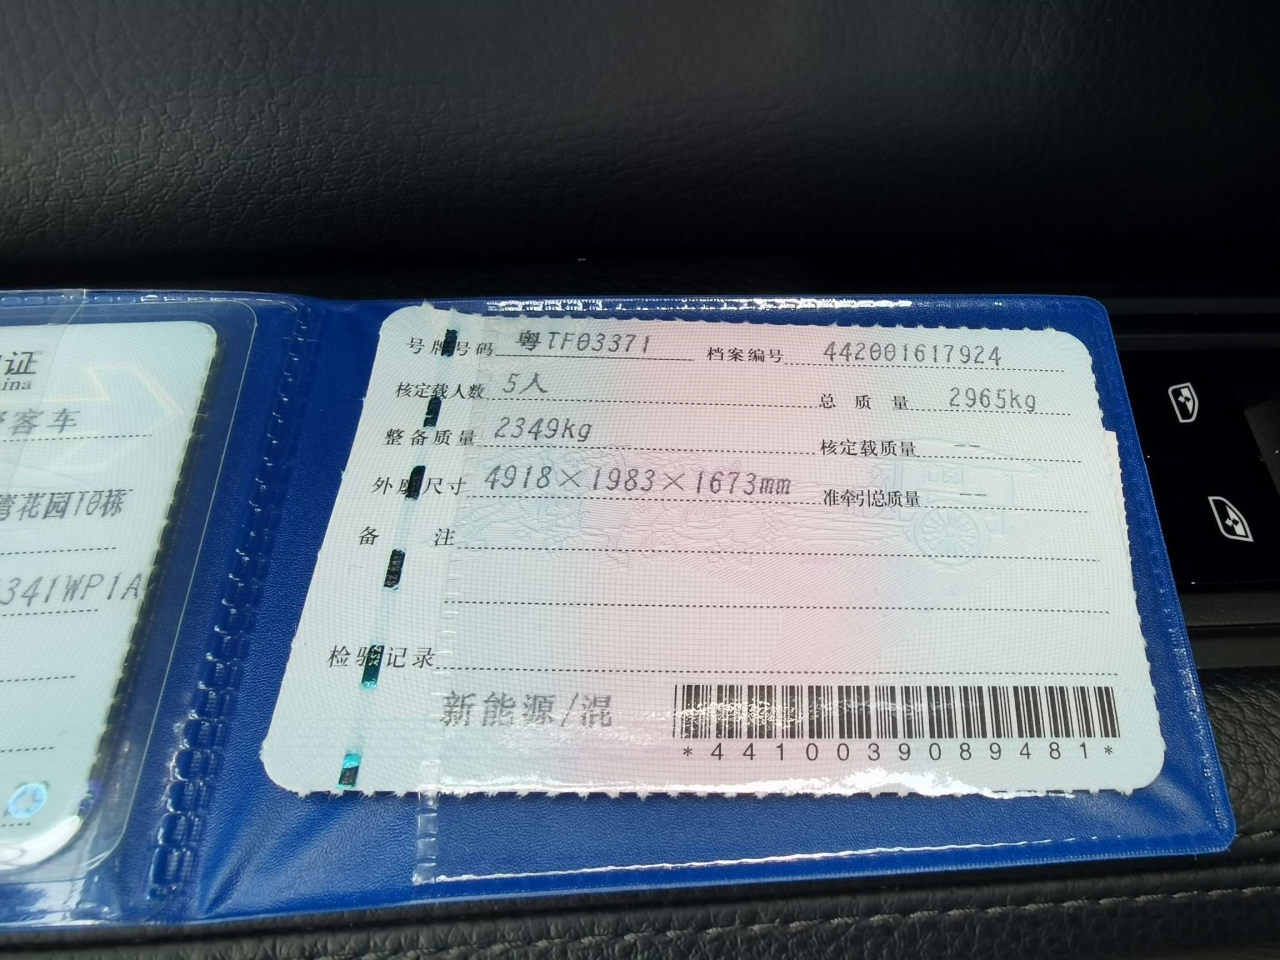 证
ina
客车
湾花园10栋
341WP1A
号牌号码 粤TF03371 档案编号 442001617924
核定载人数 5人 总质量 2965kg
整备质量 2349kg 核定载质量 --
外廓尺寸 4918×1983×1673mm 准牵引总质量 --
备注
检验记录
新能源/混
*4410039089481*